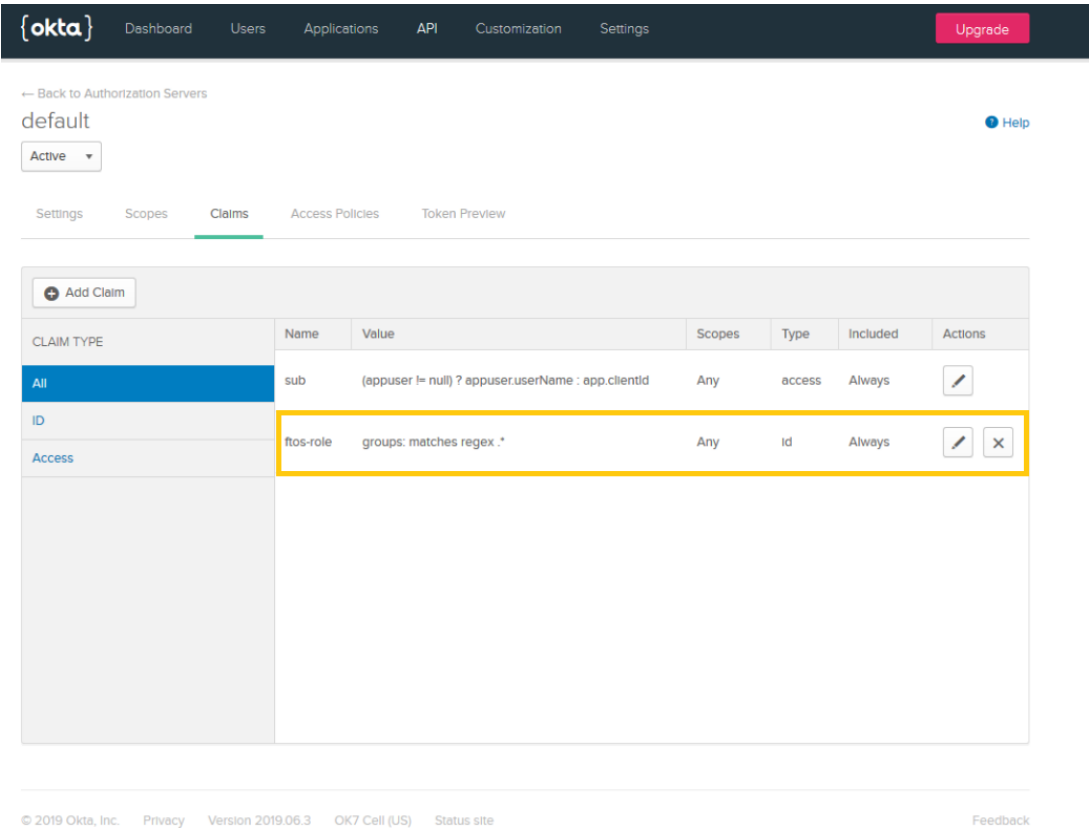 {okta} Dashboard Users Applications API Customization Settings Upgrade
← Back to Authorization Servers
default
Help
Active
Settings Scopes Claims Access Policies Token Preview
Add Claim
CLAIM TYPE
All
ID
Access
Name Value Scopes Type Included Actions
sub (appuser != null) ? appuser.userName : app.clientId Any access Always
ftos-role groups: matches regex .* Any id Always
© 2019 Okta, Inc. Privacy Version 2019.06.3 OK7 Cell (US) Status site Feedback